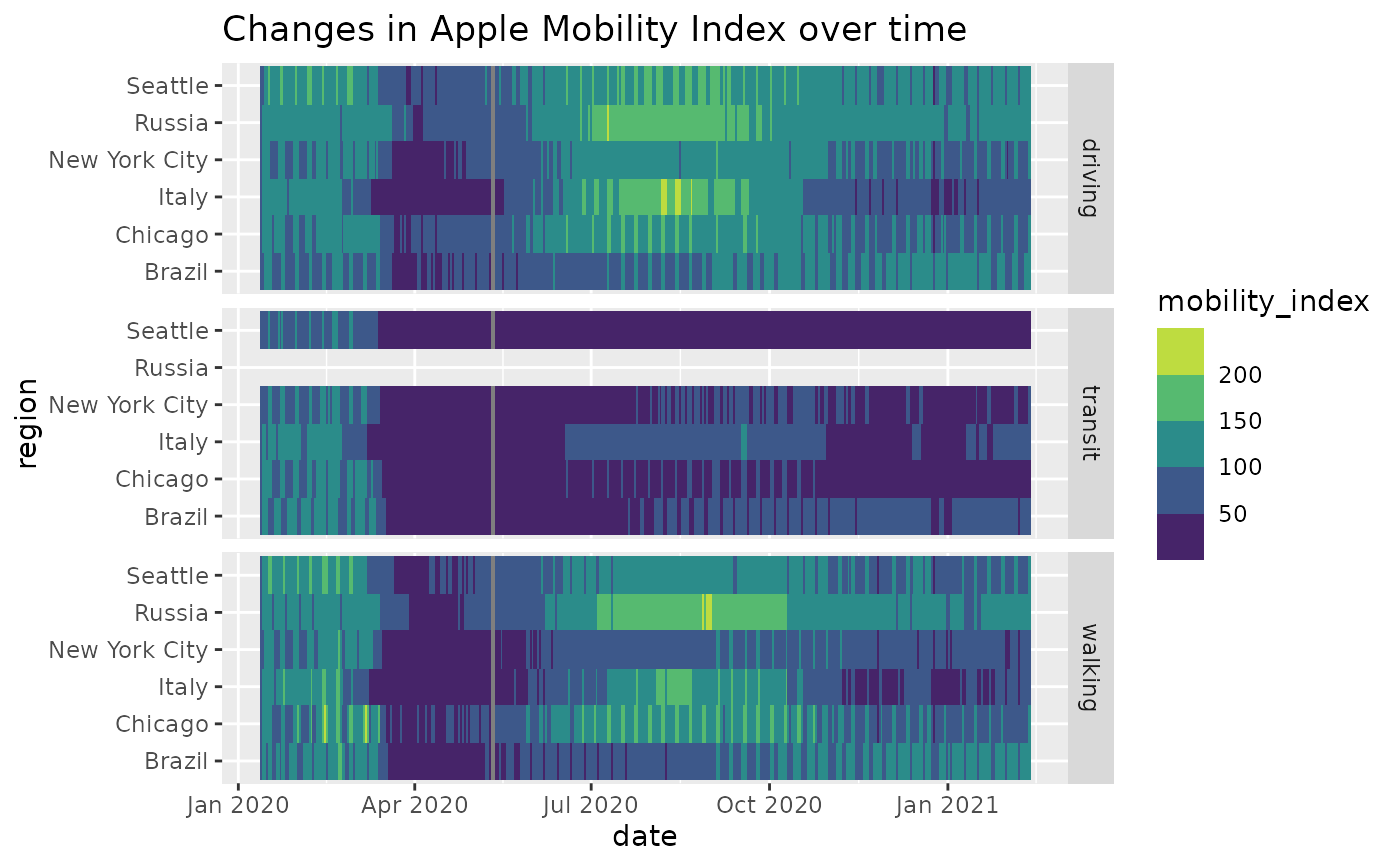 Changes in Apple Mobility Index over time
Seattle
Russia
New York City
Italy
Chicago
Brazil
driving
Seattle
Russia
New York City
Italy
Chicago
Brazil
transit
Seattle
Russia
New York City
Italy
Chicago
Brazil
walking
region
Jan 2020 Apr 2020 Jul 2020 Oct 2020 Jan 2021
date
mobility_index
200
150
100
50